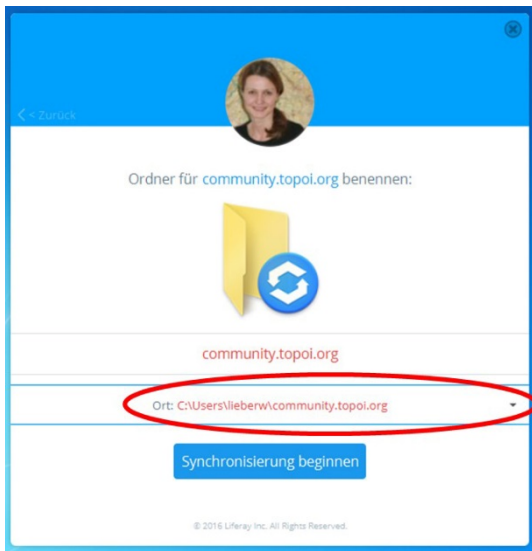 < Zurück
Ordner für community.topoi.org benennen:
community.topoi.org
Ort: C:\Users\lieberw\community.topoi.org
Synchronisierung beginnen
© 2016 Liferay Inc. All Rights Reserved.